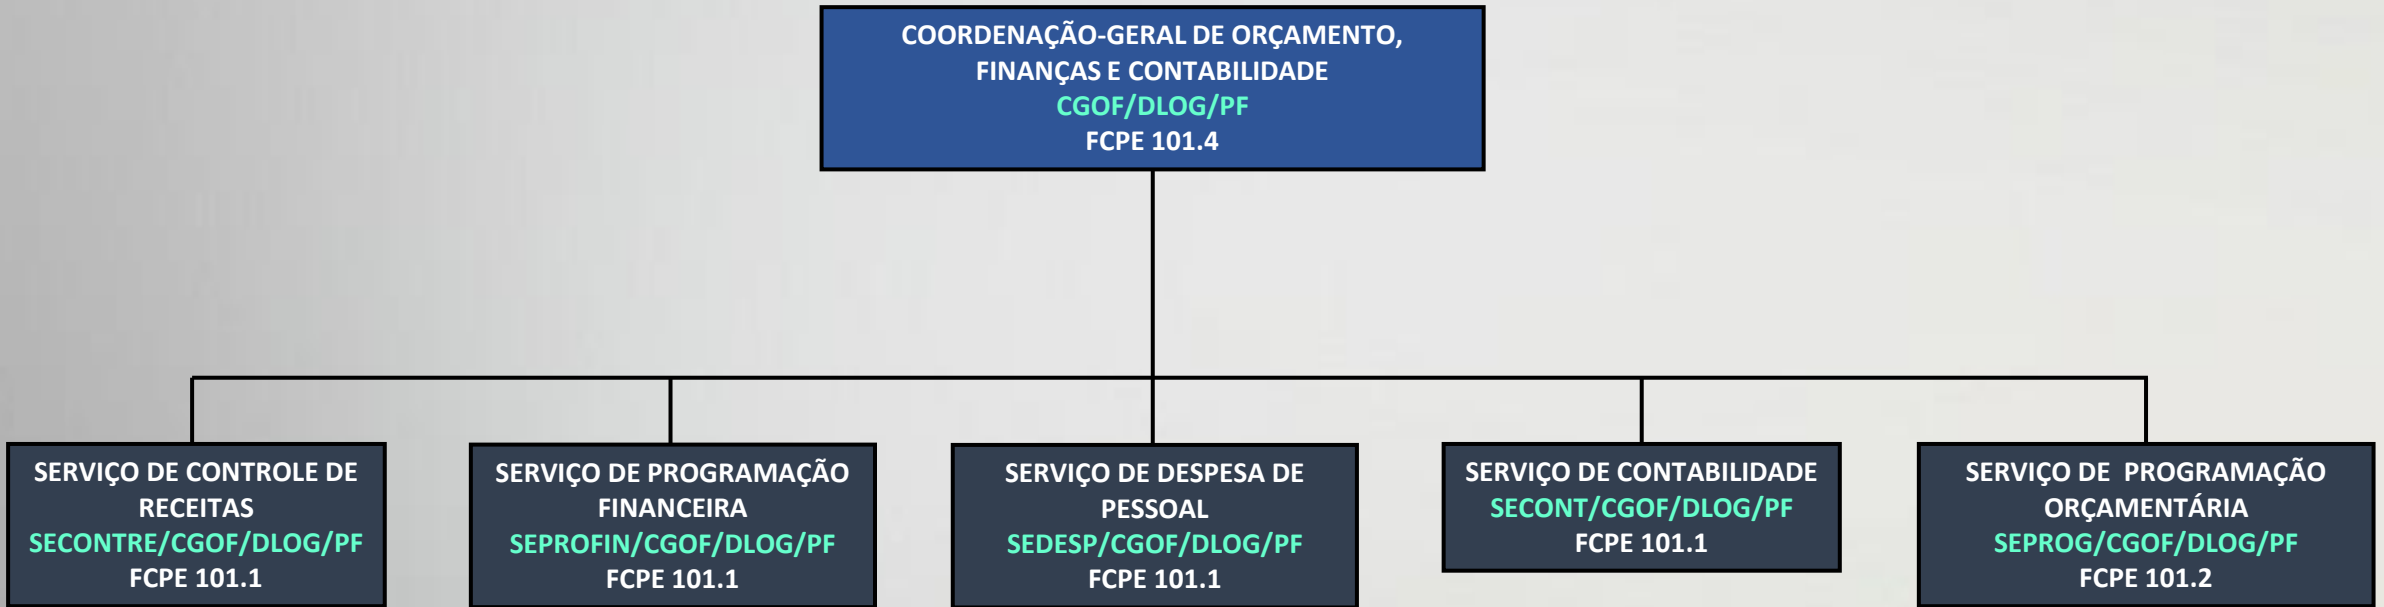 COORDENAÇÃO-GERAL DE ORÇAMENTO,
FINANÇAS E CONTABILIDADE
CGOF/DLOG/PF
FCPE 101.4
SERVIÇO DE CONTROLE DE
RECEITAS
SECONTRE/CGOF/DLOG/PF
FCPE 101.1
SERVIÇO DE PROGRAMAÇÃO
FINANCEIRA
SEPROFIN/CGOF/DLOG/PF
FCPE 101.1
SERVIÇO DE DESPESA DE
PESSOAL
SEDESP/CGOF/DLOG/PF
FCPE 101.1
SERVIÇO DE CONTABILIDADE
SECONT/CGOF/DLOG/PF
FCPE 101.1
SERVIÇO DE PROGRAMAÇÃO
ORÇAMENTÁRIA
SEPROG/CGOF/DLOG/PF
FCPE 101.2